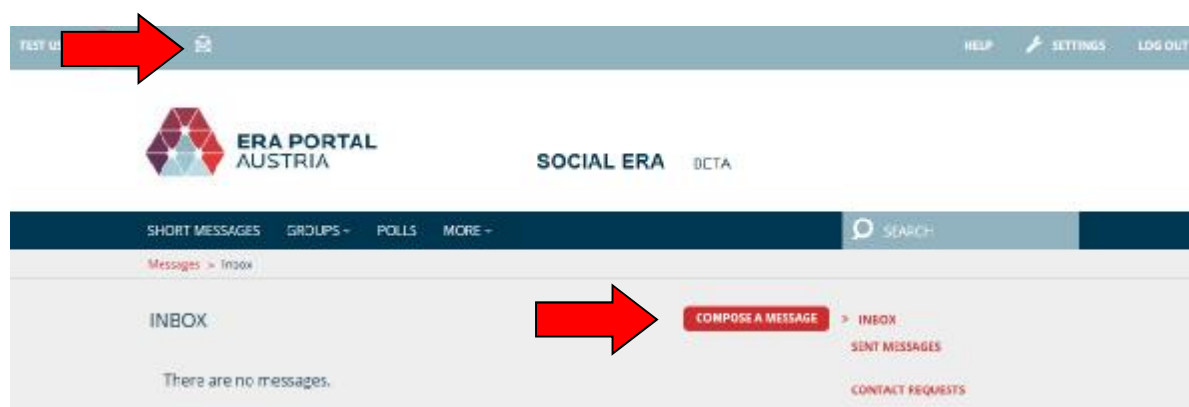 TEST
HELP SETTINGS LOG OUT
ERA PORTAL
AUSTRIA
SOCIAL ERA BETA
SHORT MESSAGES GROUPS POLLS MORE SEARCH
Messages > Inbox
INBOX COMPOSE A MESSAGE > INBOX
SENT MESSAGES
There are no messages.
CONTACT REQUESTS